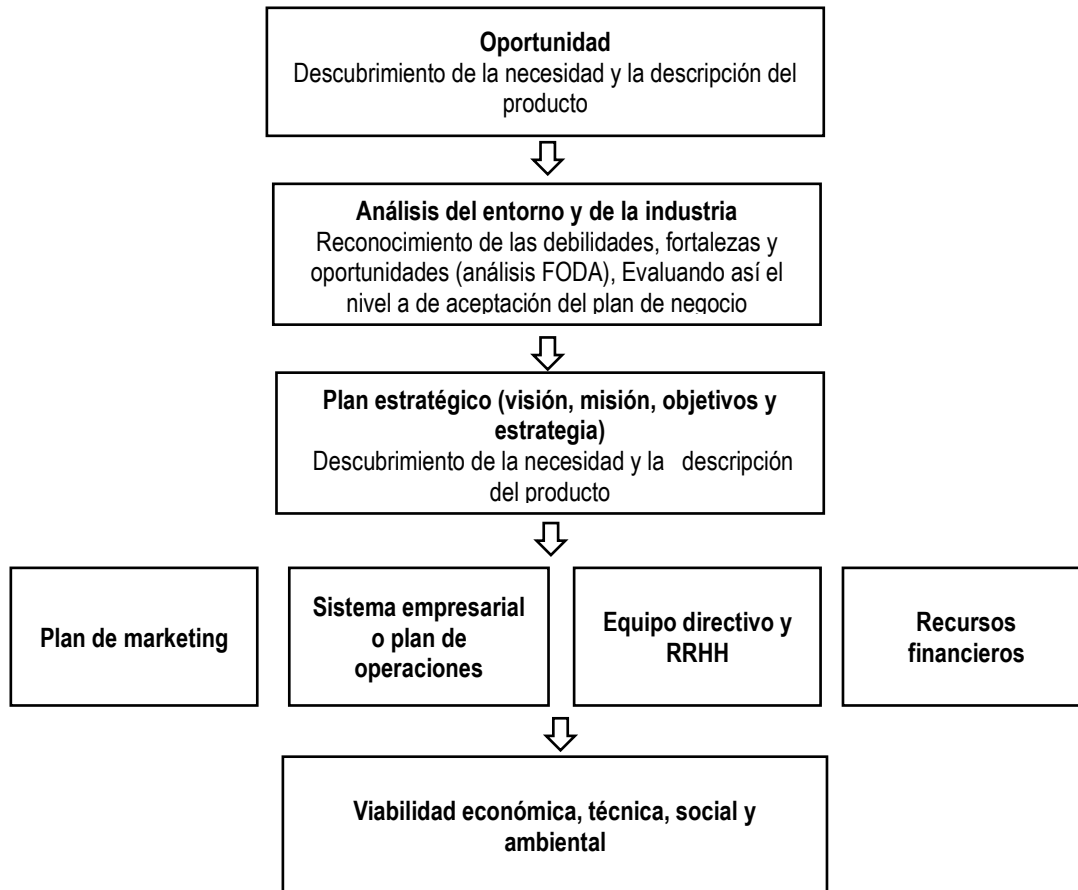 Oportunidad
Descubrimiento de la necesidad y la descripción del
producto
Análisis del entorno y de la industria
Reconocimiento de las debilidades, fortalezas y
oportunidades (análisis FODA), Evaluando así el
nivel a de aceptación del plan de negocio
Plan estratégico (visión, misión, objetivos y
estrategia)
Descubrimiento de la necesidad y la descripción
del producto
Plan de marketing
Sistema empresarial
o plan de
operaciones
Equipo directivo y
RRHH
Recursos
financieros
Viabilidad económica, técnica, social y
ambiental